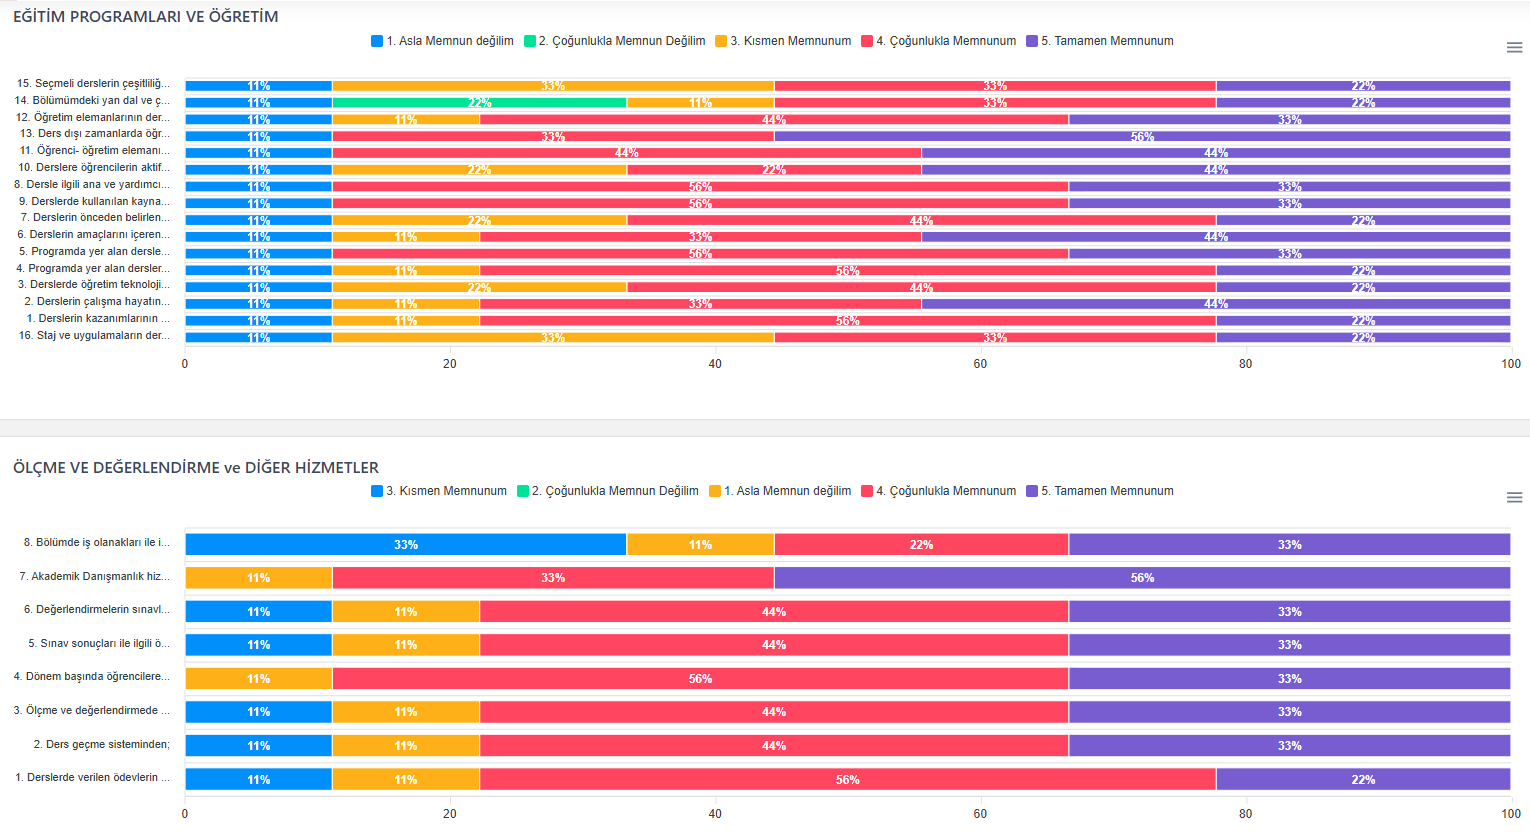 EĞİTİM PROGRAMLARI VE ÖĞRETİM
1. Asla Memnun değilim 2. Çoğunlukla Memnun Değilim 3. Kısmen Memnunum 4. Çoğunlukla Memnunum 5. Tamamen Memnunum
15. Seçmeli derslerin çeşitliliğ... 11% 33% 33% 22%
14. Bölümümdeki yan dal ve ç... 11% 22% 11% 33% 22%
12. Öğretim elemanlarının der... 11% 11% 44% 33%
13. Ders dışı zamanlarda öğr... 11% 33% 56%
11. Öğrenci- öğretim elemanı... 11% 44% 44%
10. Derslere öğrencilerin aktif... 11% 22% 22% 44%
8. Dersle ilgili ana ve yardımcı... 11% 56% 33%
9. Derslerde kullanılan kayna... 11% 56% 33%
7. Derslerin önceden belirlen... 11% 22% 44% 22%
6. Derslerin amaçlarını içeren... 11% 11% 33% 44%
5. Programda yer alan dersle... 11% 56% 33%
4. Programda yer alan dersler... 11% 11% 56% 22%
3. Derslerde öğretim teknoloji... 11% 22% 44% 22%
2. Derslerin çalışma hayatın... 11% 11% 33% 44%
1. Derslerin kazanımlarının ... 11% 11% 56% 22%
16. Staj ve uygulamaların der... 11% 33% 33% 22%
0 20 40 60 80 100
ÖLÇME VE DEĞERLENDİRME ve DİĞER HİZMETLER
3. Kısmen Memnunum 2. Çoğunlukla Memnun Değilim 1. Asla Memnun değilim 4. Çoğunlukla Memnunum 5. Tamamen Memnunum
8. Bölümde iş olanakları ile i... 33% 11% 22% 33%
7. Akademik Danışmanlık hiz... 11% 33% 56%
6. Değerlendirmelerin sınavl... 11% 11% 44% 33%
5. Sınav sonuçları ile ilgili ö... 11% 11% 44% 33%
4. Dönem başında öğrencilere... 11% 56% 33%
3. Ölçme ve değerlendirmede ... 11% 11% 44% 33%
2. Ders geçme sisteminden; 11% 11% 44% 33%
1. Derslerde verilen ödevlerin ... 11% 11% 56% 22%
0 20 40 60 80 100